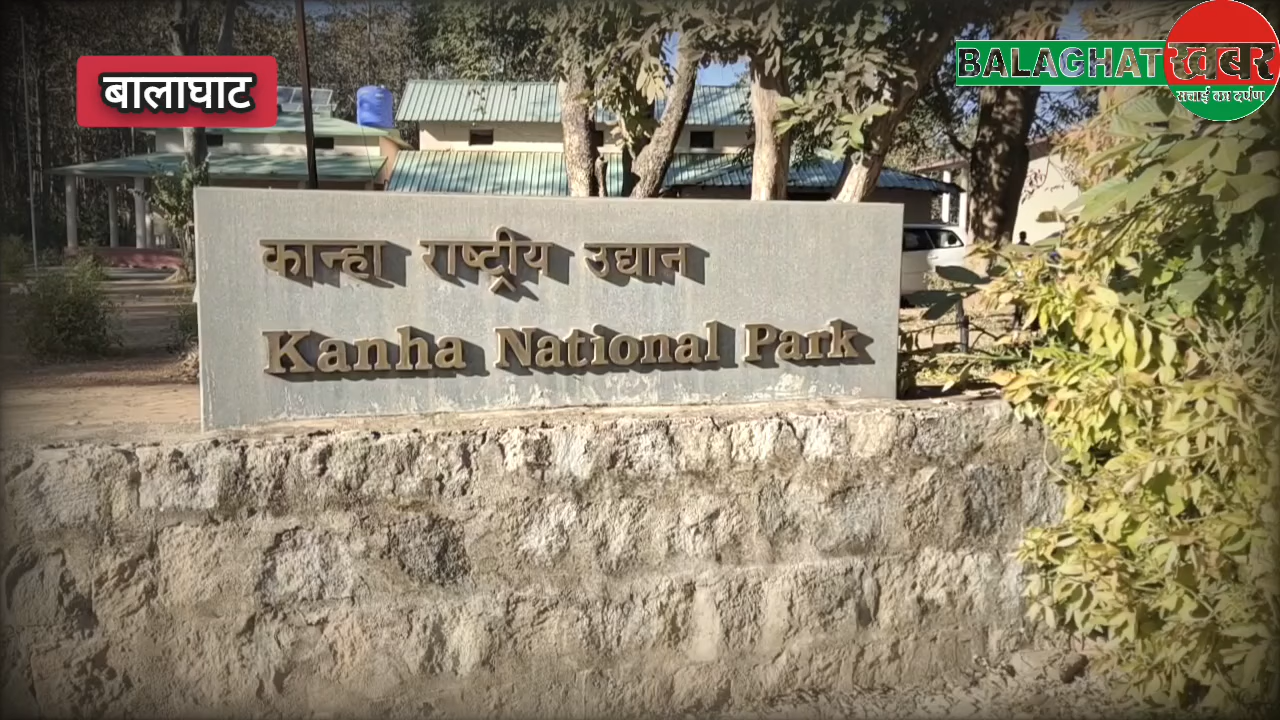 बालाघाट
BALAGHAT खबर
सच्चाई का दर्पण
कान्हा राष्ट्रीय उद्यान
Kanha National Park